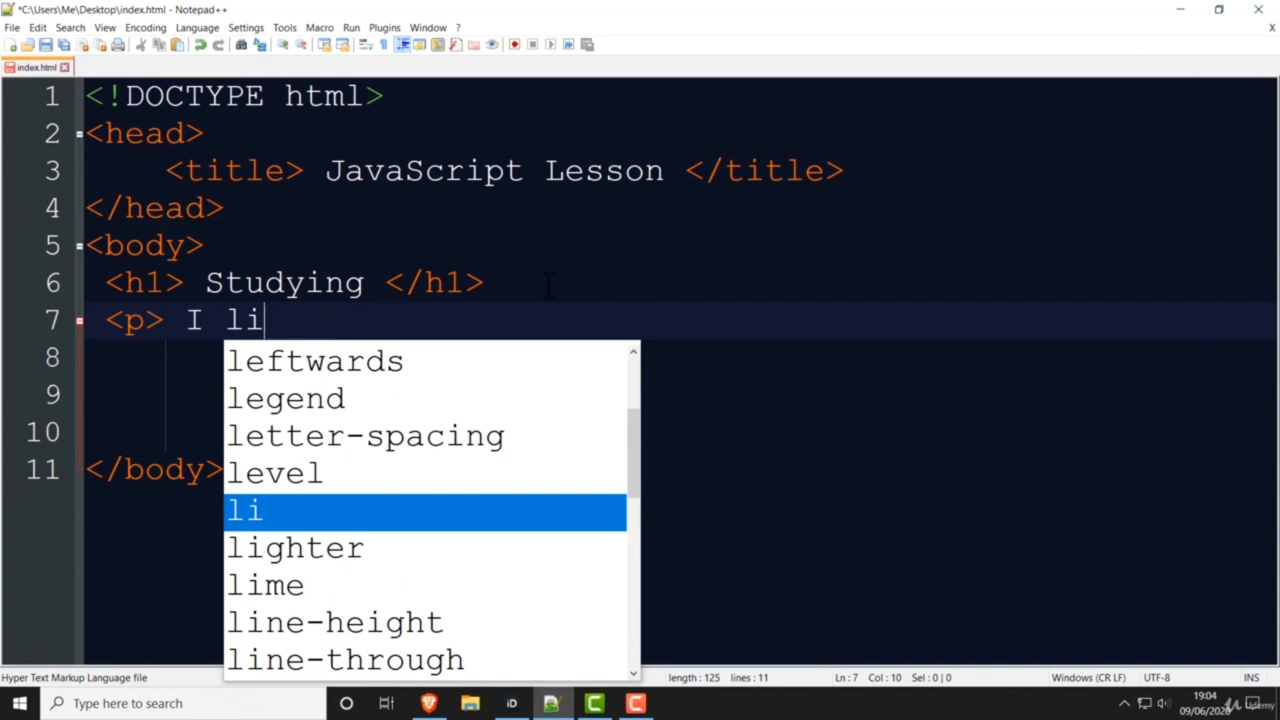 *C:\Users\Me\Desktop\index.html - Notepad++
File Edit Search View Encoding Language Settings Tools Macro Run Plugins Window ?
X
index.html
1 <!DOCTYPE html>
2 <head>
3 <title> JavaScript Lesson </title>
4 </head>
5 <body>
6 <h1> Studying </h1>
7 <p> I li
8
9
10
11 </body>
leftwards
legend
letter-spacing
level
li
lighter
lime
line-height
line-through
Hyper Text Markup Language file length : 125 lines : 11 Ln : 7 Col : 10 Sel : 0 | 0 Windows (CR LF) UTF-8 INS
Type here to search iD 19:04
09/06/2020 Udemy